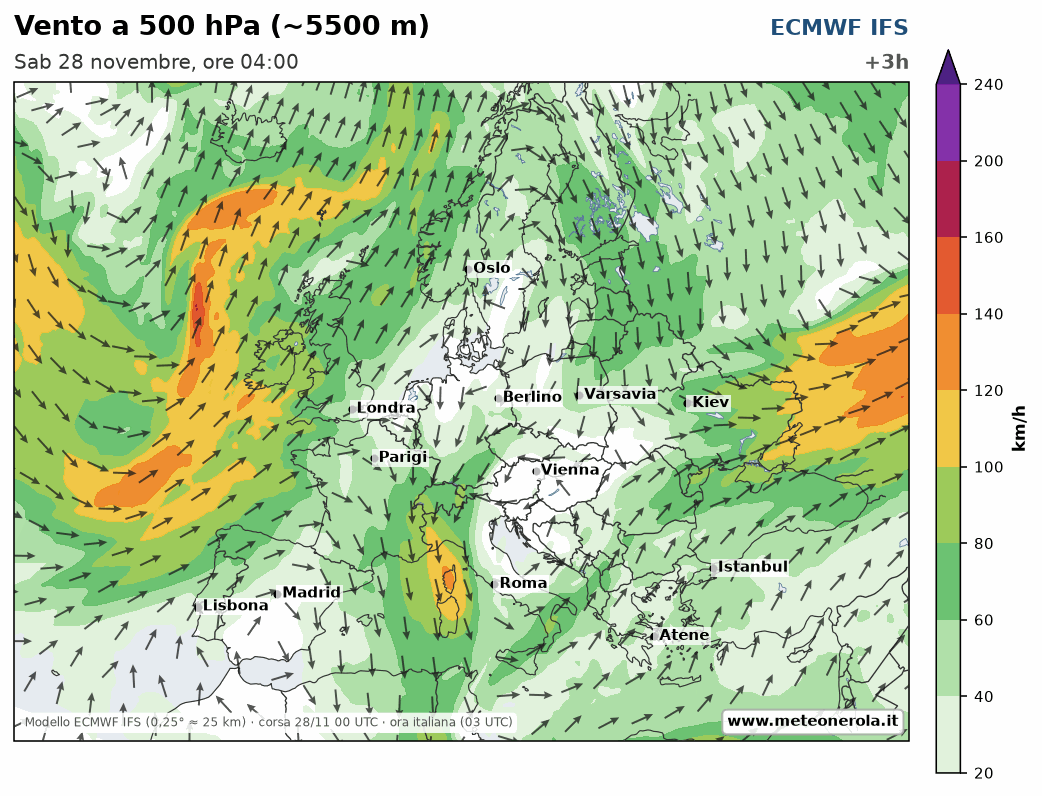 Vento a 500 hPa (~5500 m)
ECMWF IFS
Sab 28 novembre, ore 04:00
+3h
240
200
160
140
120
100
80
60
40
20
km/h
Oslo
Berlino
Varsavia
Kiev
Londra
Parigi
Vienna
Istanbul
Roma
Madrid
Lisbona
Atene
Modello ECMWF IFS (0,25° ≈ 25 km) · corsa 28/11 00 UTC · ora italiana (03 UTC)
www.meteonerola.it